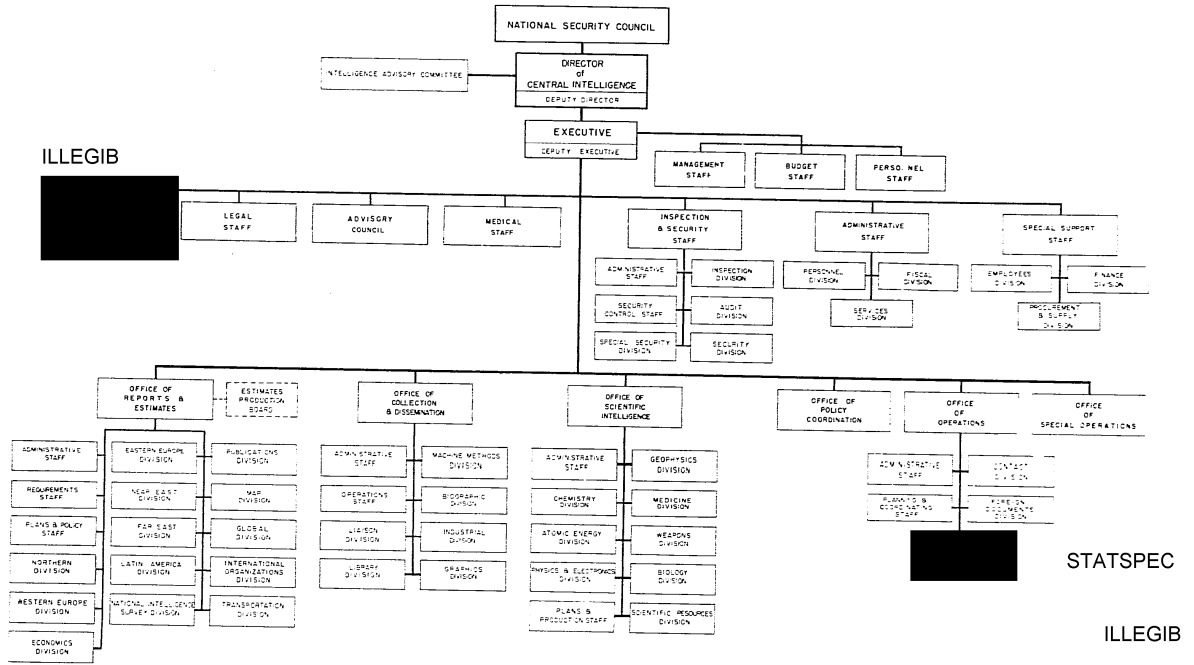 NATIONAL SECURITY COUNCIL
INTELLIGENCE ADVISORY COMMITTEE
DIRECTOR
of
CENTRAL INTELLIGENCE
DEPUTY DIRECTOR
EXECUTIVE
DEPUTY EXECUTIVE
MANAGEMENT
STAFF
BUDGET
STAFF
PERSO. NEL
STAFF
ILLEGIB
LEGAL
STAFF
ADVISORY
COUNCIL
MEDICAL
STAFF
INSPECTION
& SECURITY
STAFF
ADMINISTRATIVE
STAFF
SPECIAL SUPPORT
STAFF
ADMINISTRATIVE
STAFF
INSPECTION
DIVISION
SECURITY
CONTROL STAFF
AUDIT
DIVISION
SPECIAL SECURITY
DIVISION
SECURITY
DIVISION
PERSONNEL
DIVISION
FISCAL
DIVISION
SERVICES
DIVISION
EMPLOYEES
DIVISION
FINANCE
DIVISION
PROCUREMENT
& SUPPLY
DIVISION
OFFICE OF
REPORTS &
ESTIMATES
ESTIMATES
PRODUCTION
BOARD
OFFICE OF
COLLECTION
& DISSEMINATION
OFFICE OF
SCIENTIFIC
INTELLIGENCE
OFFICE OF
POLICY
COORDINATION
OFFICE
OF
OPERATIONS
OFFICE
OF
SPECIAL OPERATIONS
ADMINISTRATIVE
STAFF
EASTERN EUROPE
DIVISION
PUBLICATIONS
DIVISION
REQUIREMENTS
STAFF
NEAR EAST
DIVISION
MAP
DIVISION
PLANS & POLICY
STAFF
FAR EAST
DIVISION
GLOBAL
DIVISION
NORTHERN
DIVISION
LATIN AMERICA
DIVISION
INTERNATIONAL
ORGANIZATIONS
DIVISION
WESTERN EUROPE
DIVISION
NATIONAL INTELLIGENCE
SURVEY DIVISION
TRANSPORTATION
DIVISION
ECONOMICS
DIVISION
ADMINISTRATIVE
STAFF
MACHINE METHODS
DIVISION
OPERATIONS
STAFF
BIOGRAPHIC
DIVISION
LIAISON
DIVISION
INDUSTRIAL
DIVISION
LIBRARY
DIVISION
GRAPHICS
DIVISION
ADMINISTRATIVE
STAFF
GEOPHYSICS
DIVISION
CHEMISTRY
DIVISION
MEDICINE
DIVISION
ATOMIC ENERGY
DIVISION
WEAPONS
DIVISION
PHYSICS & ELECTRONICS
DIVISION
BIOLOGY
DIVISION
PLANS &
PRODUCTION STAFF
SCIENTIFIC RESOURCES
DIVISION
ADMINISTRATIVE
STAFF
CONTACT
DIVISION
PLANN'G &
COORDINATING
STAFF
FOREIGN
DOCUMENTS
DIVISION
STATSPEC
ILLEGIB